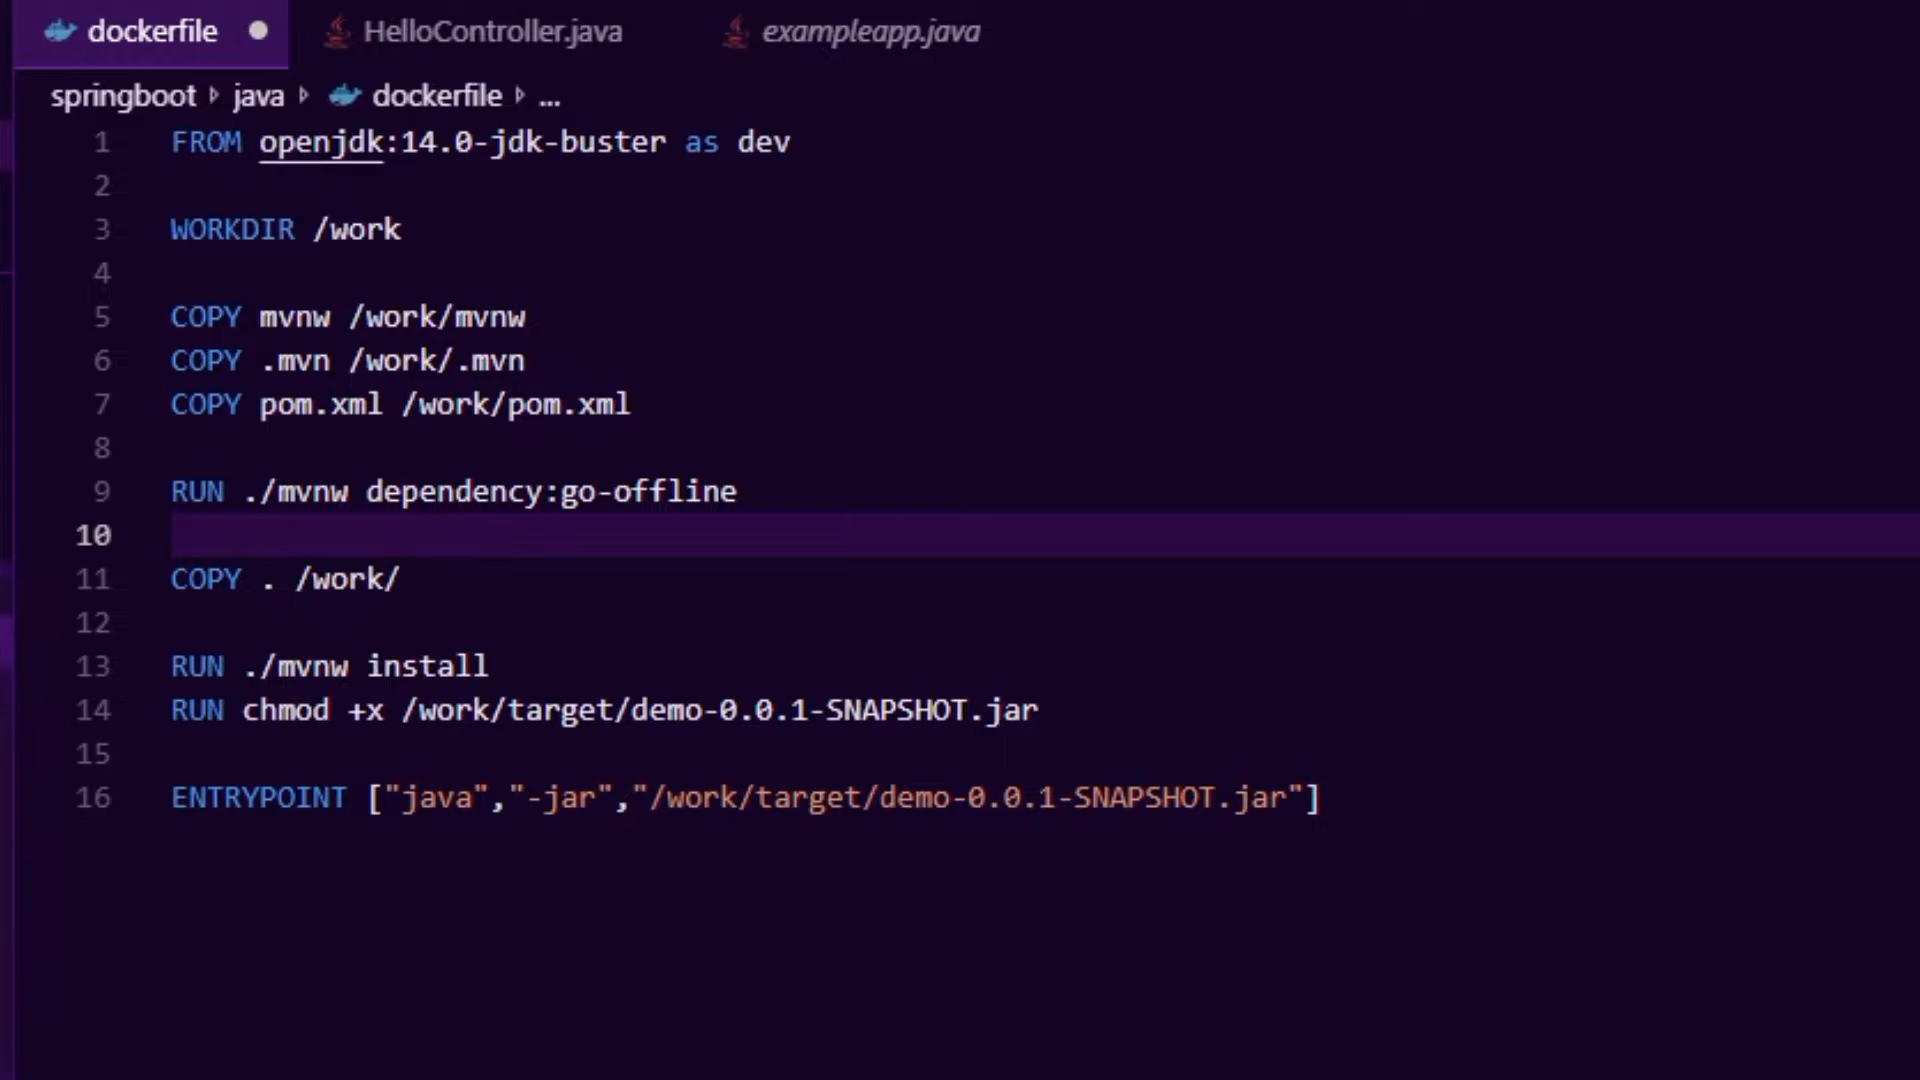 dockerfile HelloController.java exampleapp.java
springboot java dockerfile ...
1 FROM openjdk:14.0-jdk-buster as dev
2
3 WORKDIR /work
4
5 COPY mvnw /work/mvnw
6 COPY .mvn /work/.mvn
7 COPY pom.xml /work/pom.xml
8
9 RUN ./mvnw dependency:go-offline
10
11 COPY . /work/
12
13 RUN ./mvnw install
14 RUN chmod +x /work/target/demo-0.0.1-SNAPSHOT.jar
15
16 ENTRYPOINT ["java","-jar","/work/target/demo-0.0.1-SNAPSHOT.jar"]